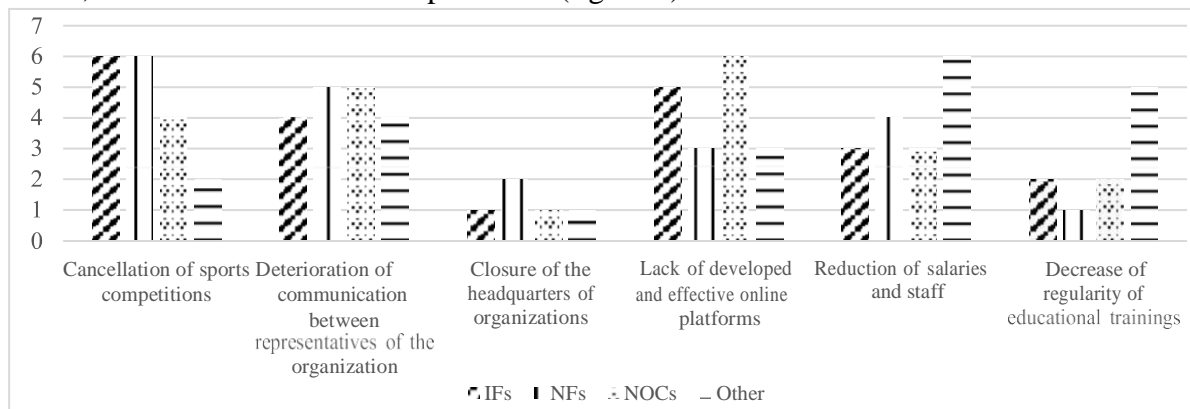 7
6
5
4
3
2
1
0
Cancellation of sports competitions
Deterioration of communication between representatives of the organization
Closure of the headquarters of organizations
Lack of developed and effective online platforms
Reduction of salaries and staff
Decrease of regularity of educational trainings
IFs NFs NOCs Other